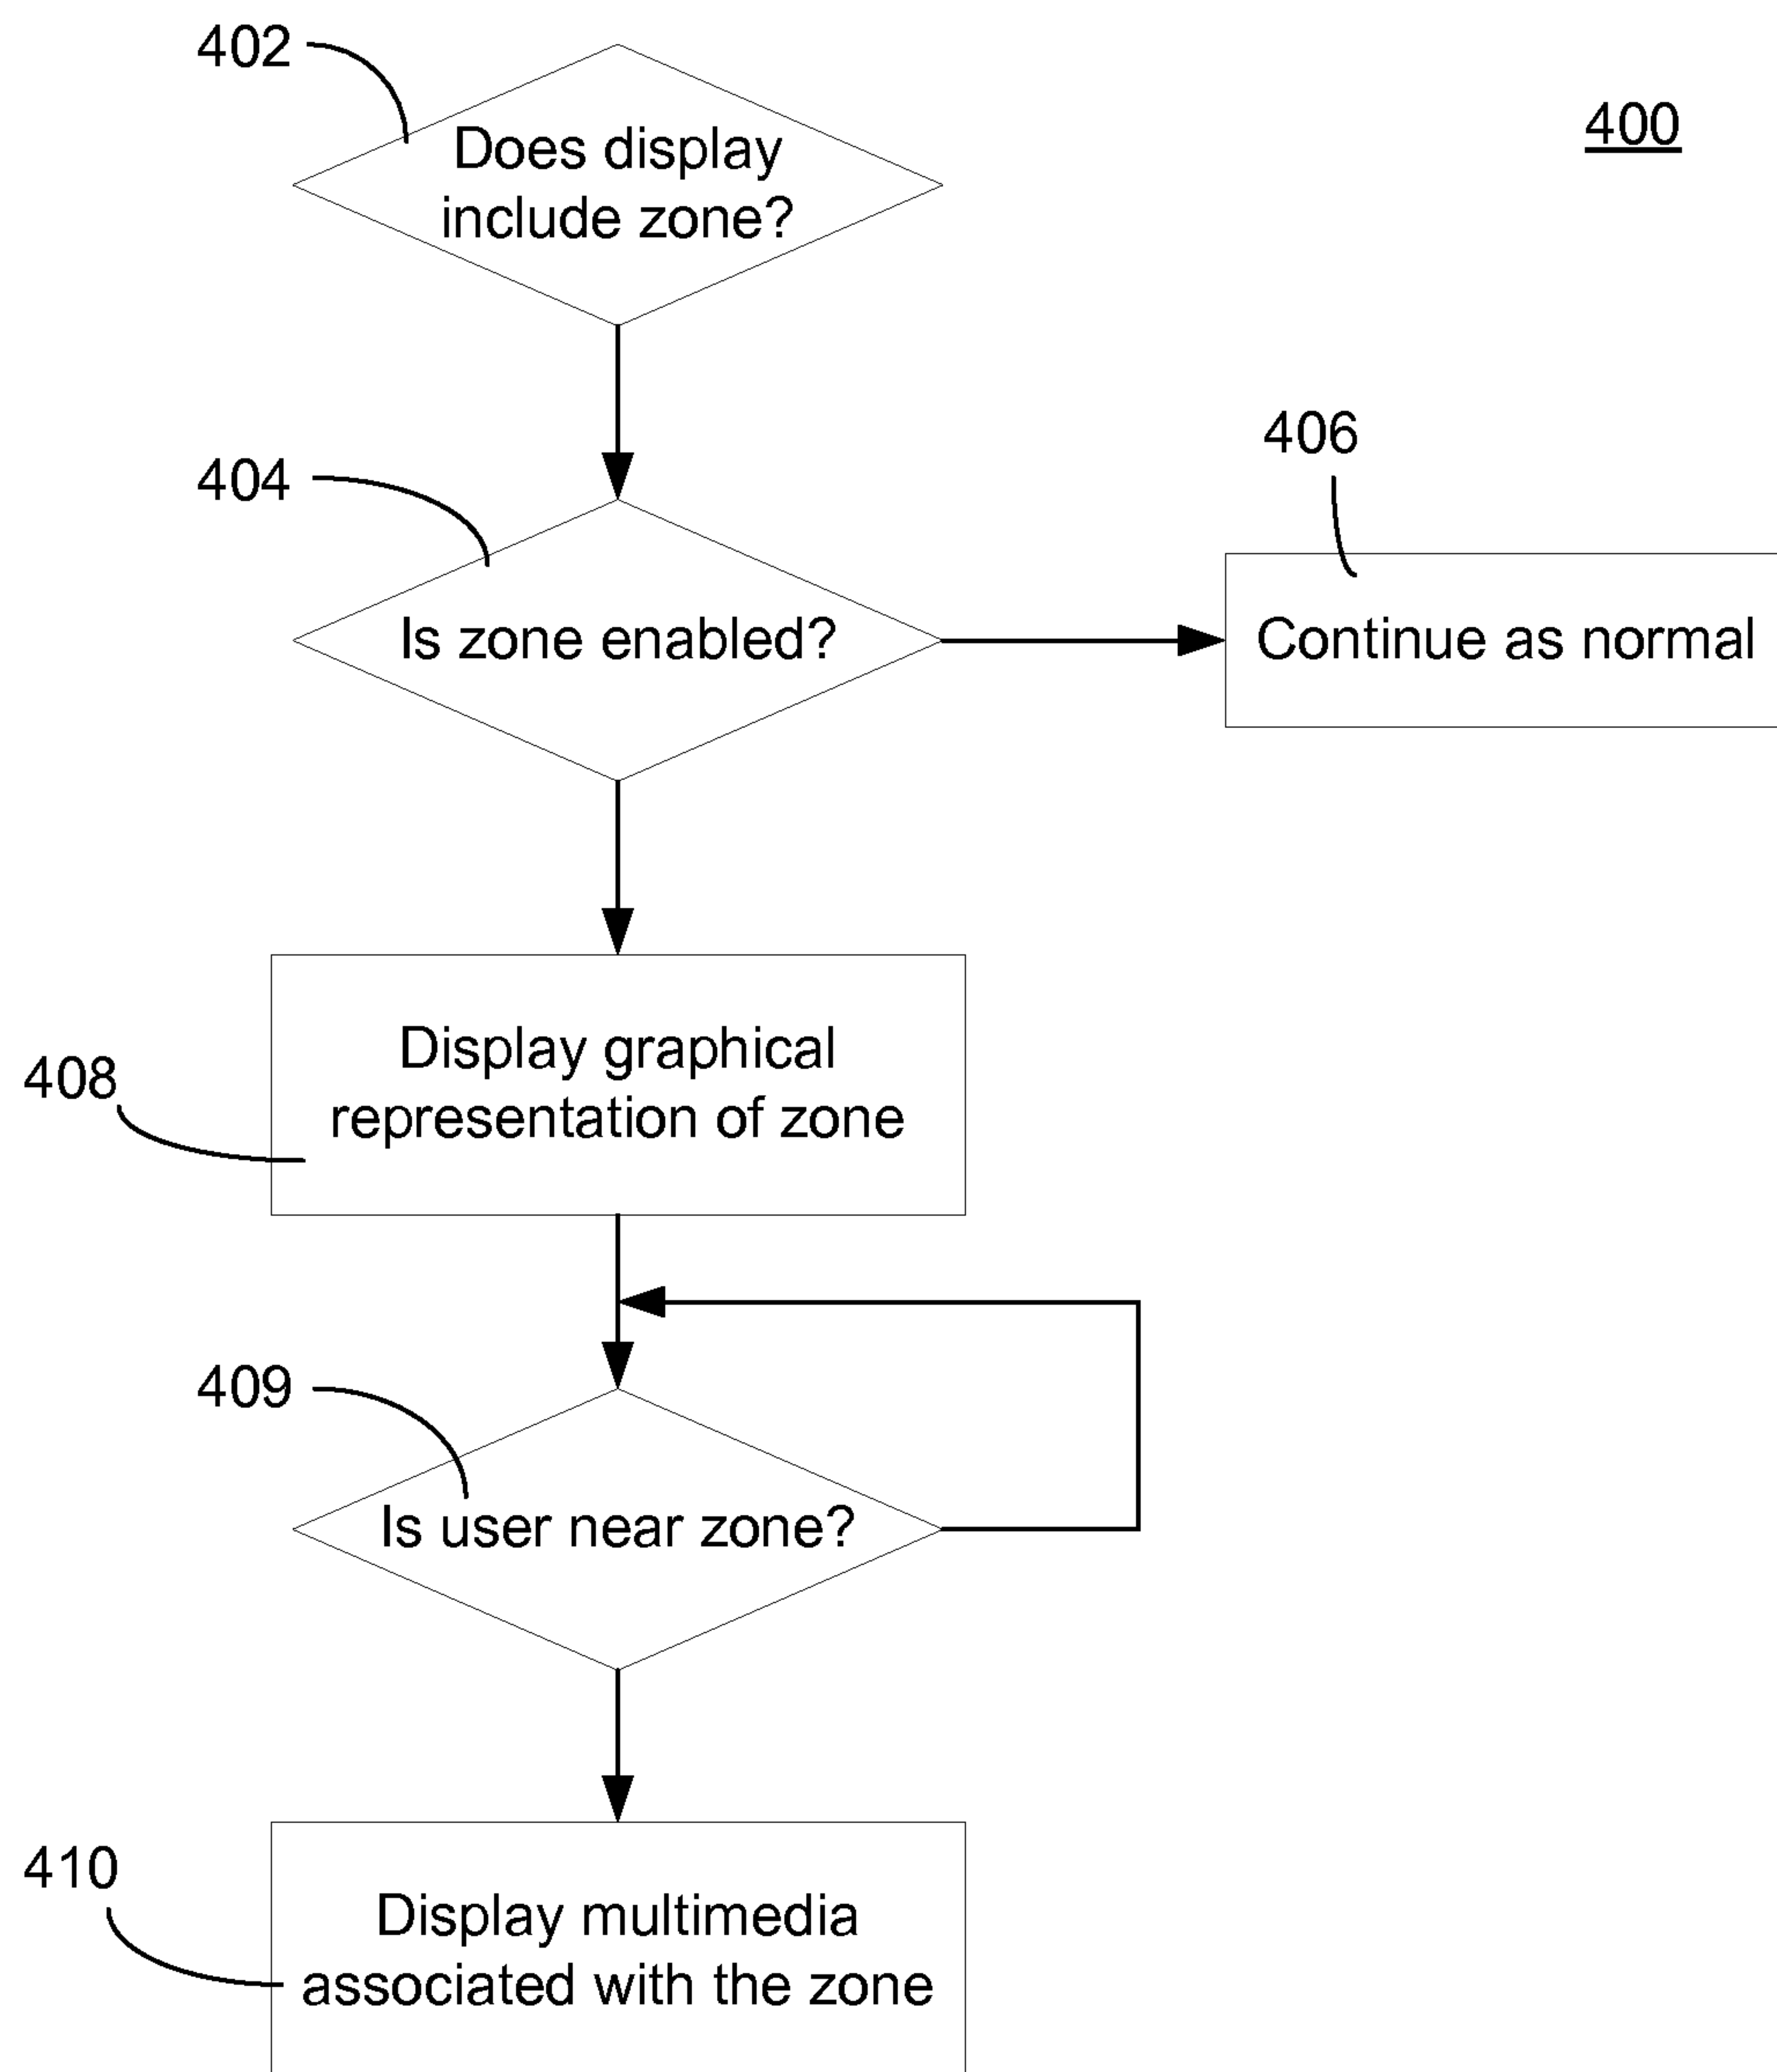 402
Does display
include zone?
400
404
Is zone enabled?
406
Continue as normal
408
Display graphical
representation of zone
409
Is user near zone?
410
Display multimedia
associated with the zone